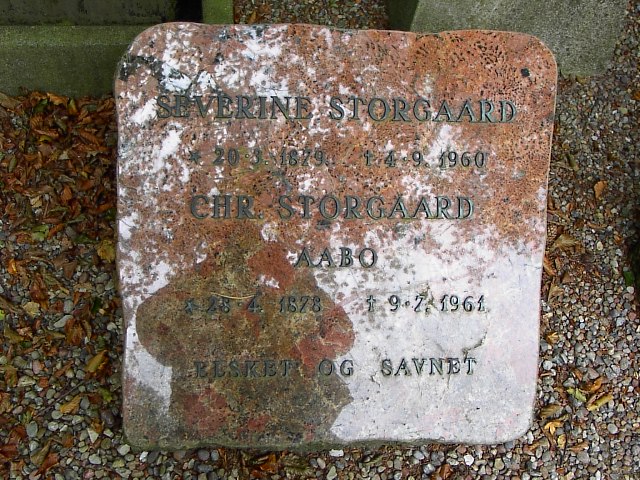 SEVERINE STORGAARD
* 20.3.1879. † 4.9.1960
CHR. STORGAARD
AABO
* 28.4.1878 † 9.7.1961
ELSKET OG SAVNET